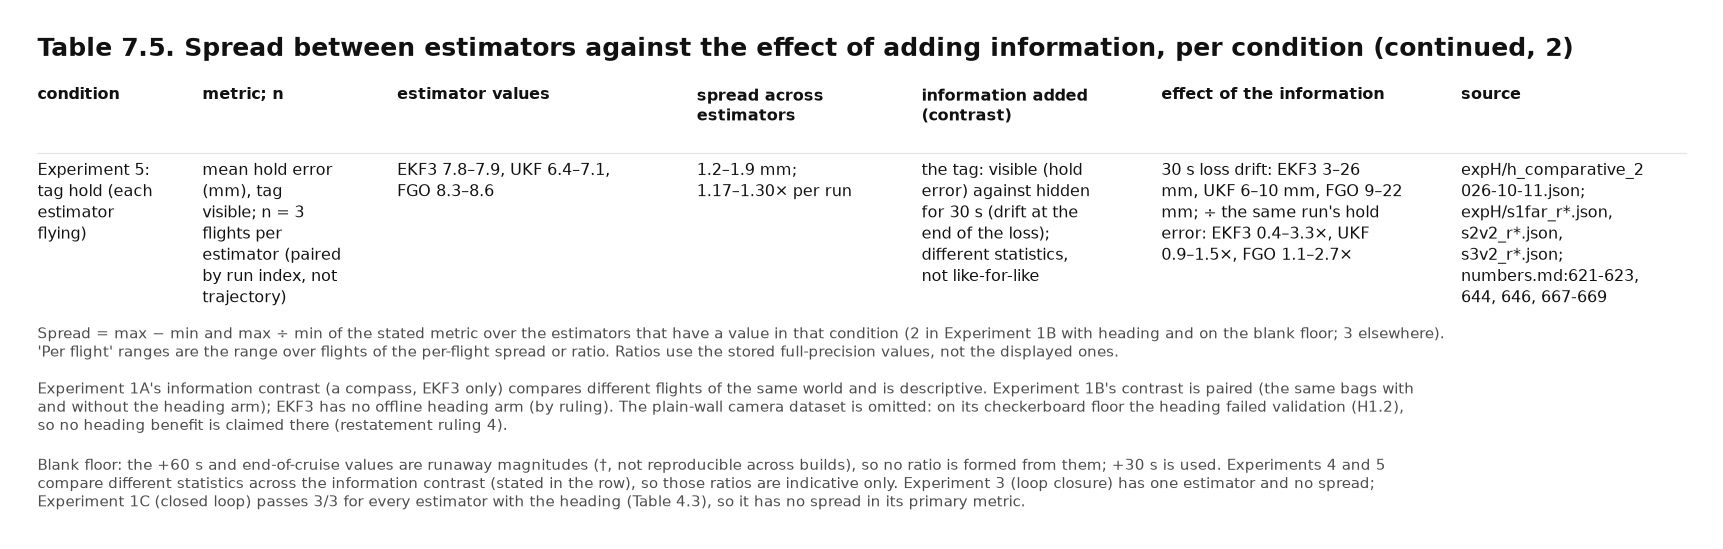 Table 7.5. Spread between estimators against the effect of adding information, per condition (continued, 2)
condition
metric; n
estimator values
spread across
estimators
information added
(contrast)
effect of the information
source
Experiment 5:
tag hold (each
estimator
flying)
mean hold error
(mm), tag
visible; n = 3
flights per
estimator (paired
by run index, not
trajectory)
EKF3 7.8–7.9, UKF 6.4–7.1,
FGO 8.3–8.6
1.2–1.9 mm;
1.17–1.30× per run
the tag: visible (hold
error) against hidden
for 30 s (drift at the
end of the loss);
different statistics,
not like-for-like
30 s loss drift: EKF3 3–26
mm, UKF 6–10 mm, FGO 9–22
mm; ÷ the same run's hold
error: EKF3 0.4–3.3×, UKF
0.9–1.5×, FGO 1.1–2.7×
expH/h_comparative_2
026-10-11.json;
expH/s1far_r*.json,
s2v2_r*.json,
s3v2_r*.json;
numbers.md:621-623,
644, 646, 667-669
Spread = max − min and max ÷ min of the stated metric over the estimators that have a value in that condition (2 in Experiment 1B with heading and on the blank floor; 3 elsewhere).
'Per flight' ranges are the range over flights of the per-flight spread or ratio. Ratios use the stored full-precision values, not the displayed ones.
Experiment 1A's information contrast (a compass, EKF3 only) compares different flights of the same world and is descriptive. Experiment 1B's contrast is paired (the same bags with
and without the heading arm); EKF3 has no offline heading arm (by ruling). The plain-wall camera dataset is omitted: on its checkerboard floor the heading failed validation (H1.2),
so no heading benefit is claimed there (restatement ruling 4).
Blank floor: the +60 s and end-of-cruise values are runaway magnitudes (†, not reproducible across builds), so no ratio is formed from them; +30 s is used. Experiments 4 and 5
compare different statistics across the information contrast (stated in the row), so those ratios are indicative only. Experiment 3 (loop closure) has one estimator and no spread;
Experiment 1C (closed loop) passes 3/3 for every estimator with the heading (Table 4.3), so it has no spread in its primary metric.